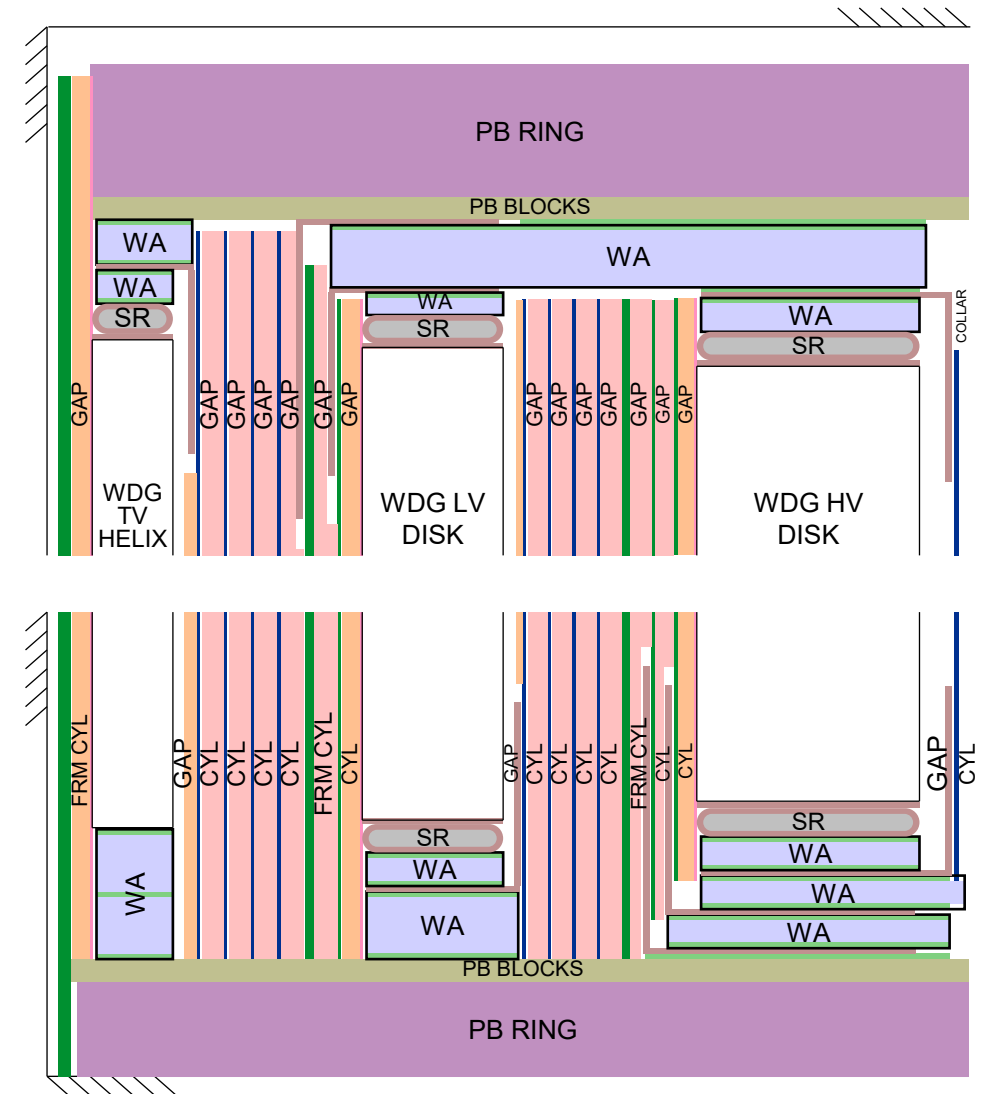 PB RING
PB BLOCKS
WA
WA
WA
WA
WA
SR
SR
SR
COLLAR
GAP
GAP
GAP
GAP
GAP
GAP
GAP
GAP
GAP
GAP
GAP
GAP
GAP
GAP
WDG
TV
HELIX
WDG LV
DISK
WDG HV
DISK
FRM CYL
GAP
CYL
CYL
CYL
CYL
FRM CYL
CYL
GAP
CYL
CYL
CYL
CYL
FRM CYL
CYL
CYL
GAP
CYL
WA
SR
WA
WA
SR
WA
WA
WA
PB BLOCKS
PB RING